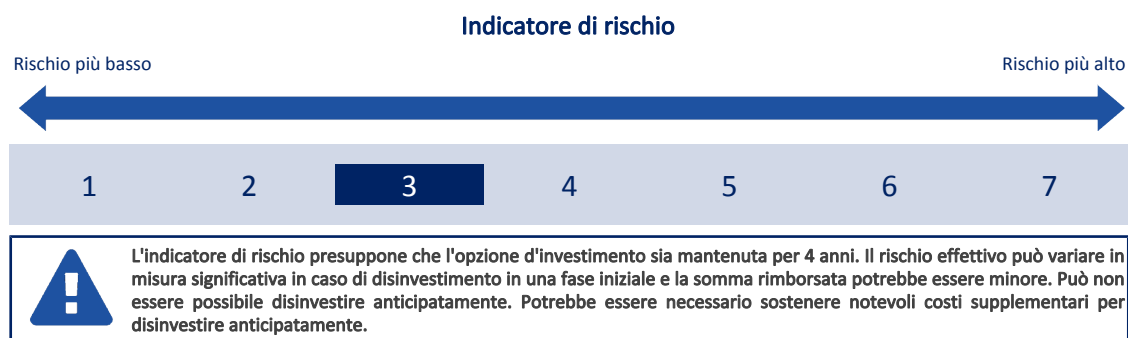 Indicatore di rischio
Rischio più basso
Rischio più alto
1 2 3 4 5 6 7
L'indicatore di rischio presuppone che l'opzione d'investimento sia mantenuta per 4 anni. Il rischio effettivo può variare in
misura significativa in caso di disinvestimento in una fase iniziale e la somma rimborsata potrebbe essere minore. Può non
essere possibile disinvestire anticipatamente. Potrebbe essere necessario sostenere notevoli costi supplementari per
disinvestire anticipatamente.